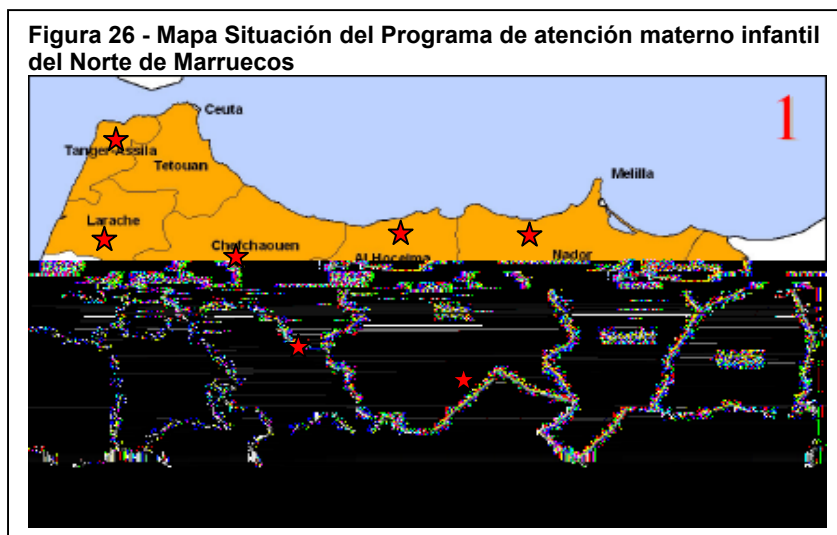 Figura 26 - Mapa Situación del Programa de atención materno infantil
del Norte de Marruecos
1
Ceuta
Tanger-Assila
Tetouan
Melilla
Larache
Chefchaouen
Al Hoceima
Nador